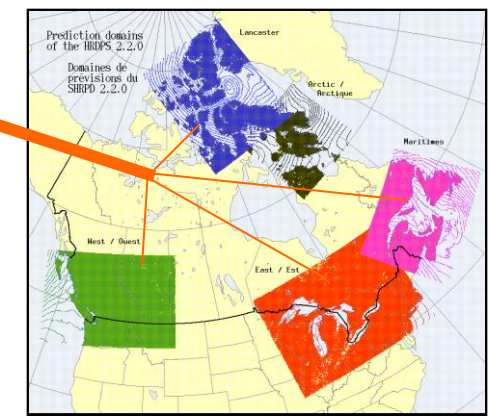 Prediction domains
of the HRDPS 2.2.0
Domaines de
prévisions du
SHRPD 2.2.0
Lancaster
Arctic /
Arctique
Maritimes
West / Ouest
East / Est